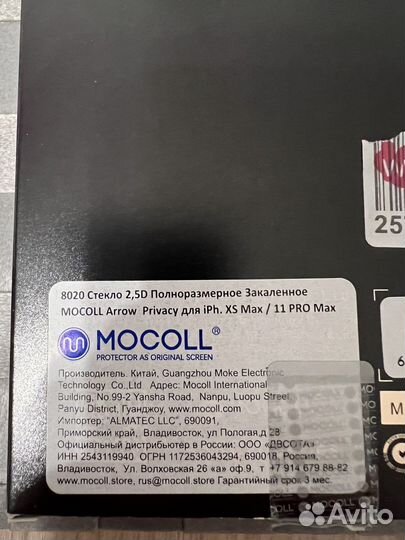 8020 Стекло 2,5D Полноразмерное Закаленное
MOCOLL Arrow Privacy для iPh. XS Max / 11 PRO Max
MOCOLL®
PROTECTOR AS ORIGINAL SCREEN
Производитель. Китай, Guangzhou Moke Electronic
Technology Co.,Ltd Адрес: Mocoll International
Building, No.99-2 Yansha Road, Nanpu, Luopu Street,
Panyu District, Гуанджоу, www.mocoll.com
Импортер: "ALMATEC LLC", 690091,
Приморский край, Владивосток, ул Пологая,д 28
Официальный дистрибьютер в России ООО «ДВСОТА»
ИНН 2543119940 ОГРН 1172536043294, 690018, Россия,
Владивосток, Ул. Волховская 26 «а» оф.9, т +7 914 679 88-82
www.mocoll.store, rus@mocoll.store Гарантийный срок 3 мес.
257
6
M
Avito